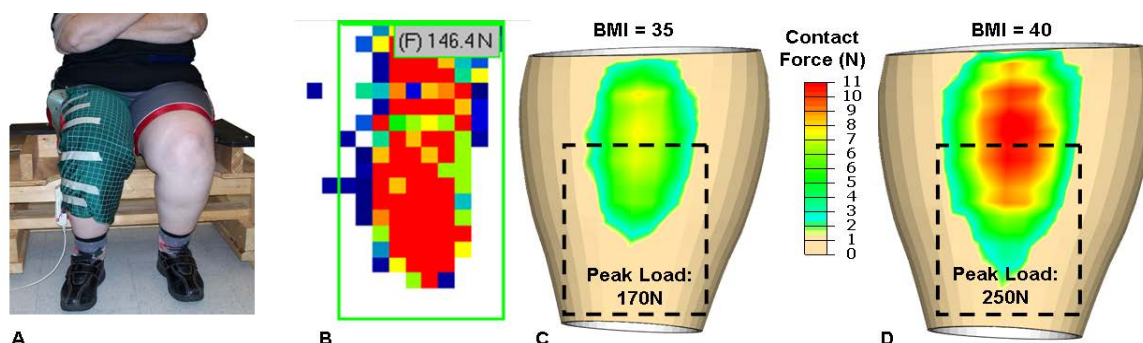 (F) 146.4N
BMI = 35
Contact
Force (N)
11
10
9
8
7
6
5
4
3
2
1
0
BMI = 40
Peak Load:
170N
Peak Load:
250N
A
B
C
D